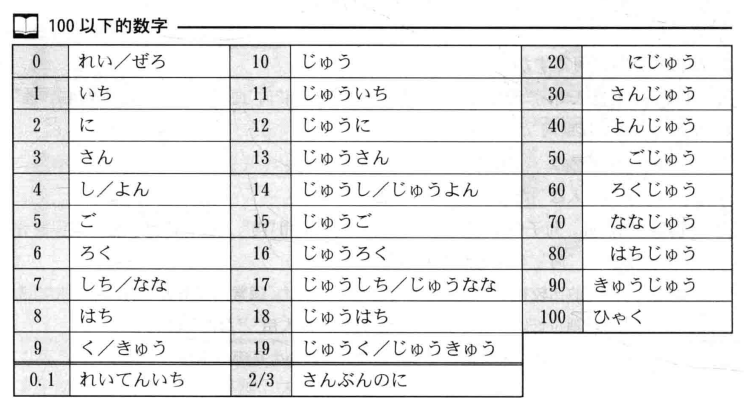 100以下的数字
0 れい／ぜろ 10 じゅう 20 にじゅう
1 いち 11 じゅういち 30 さんじゅう
2 に 12 じゅうに 40 よんじゅう
3 さん 13 じゅうさん 50 ごじゅう
4 し／よん 14 じゅうし／じゅうよん 60 ろくじゅう
5 ご 15 じゅうご 70 ななじゅう
6 ろく 16 じゅうろく 80 はちじゅう
7 しち／なな 17 じゅうしち／じゅうなな 90 きゅうじゅう
8 はち 18 じゅうはち 100 ひゃく
9 く／きゅう 19 じゅうく／じゅうきゅう
0.1 れいてんいち 2/3 さんぶんのに